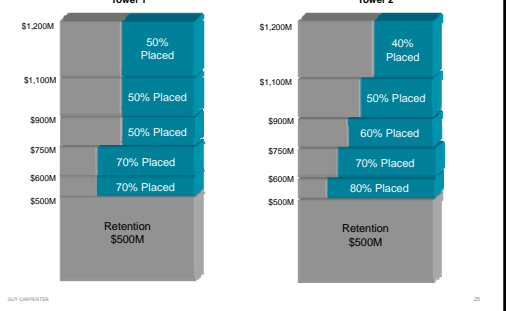 Tower 1
$1,200M
50%
Placed
$1,100M
50% Placed
$900M
50% Placed
$750M
70% Placed
$600M
70% Placed
$500M
Retention
$500M
Tower 2
$1,200M
40%
Placed
$1,100M
50% Placed
$900M
60% Placed
$750M
70% Placed
$600M
80% Placed
$500M
Retention
$500M
GUY CARPENTER
25